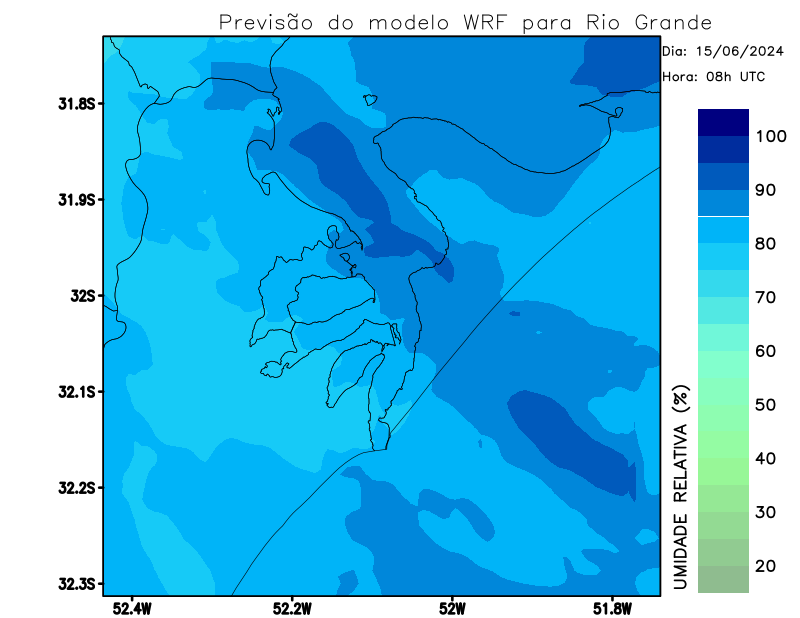 Previsão do modelo WRF para Rio Grande
Dia: 15/06/2024
Hora: 08h UTC
31.8S
31.9S
32S
32.1S
32.2S
32.3S
52.4W
52.2W
52W
51.8W
100
90
80
70
60
50
40
30
20
UMIDADE RELATIVA (%)